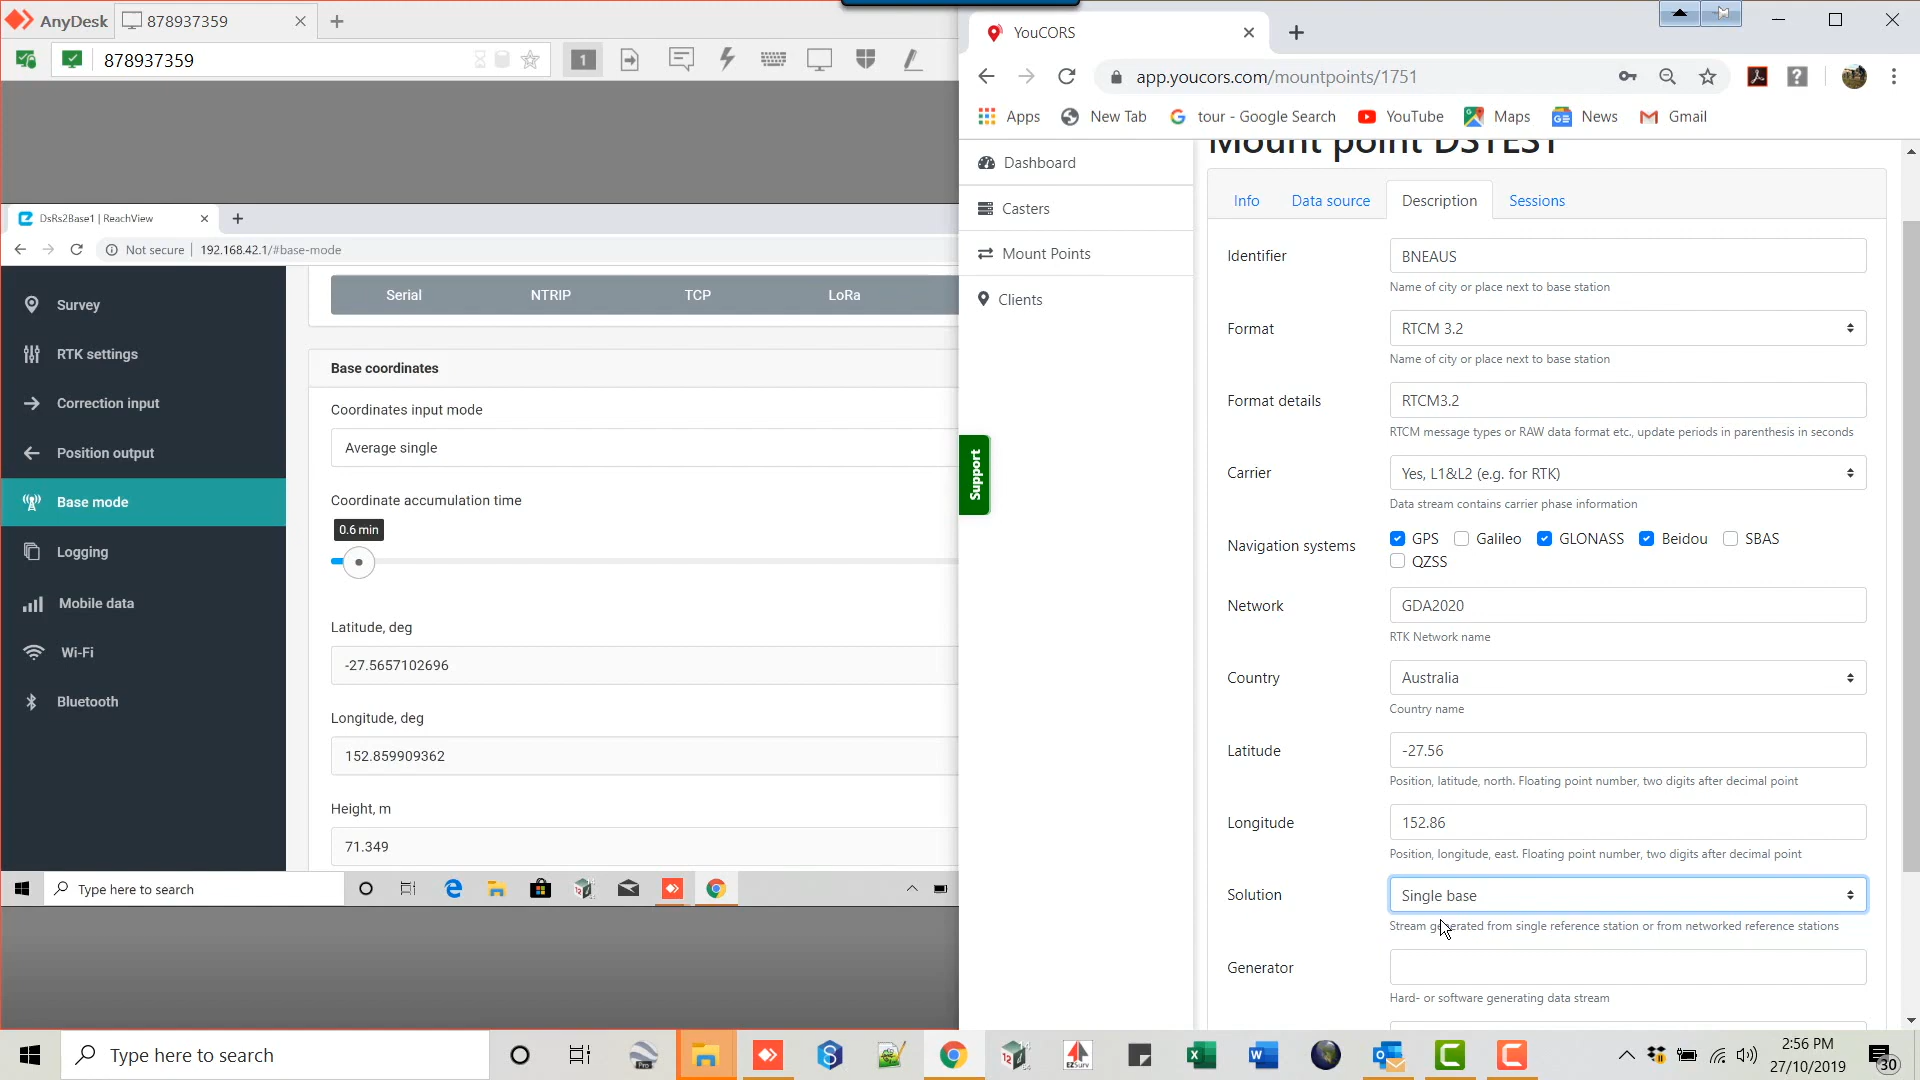 AnyDesk
878937359
878937359
1
DsRs2Base1 | ReachView
Not secure
192.168.42.1/#base-mode
Survey
RTK settings
Correction input
Position output
Base mode
Logging
Mobile data
Wi-Fi
Bluetooth
Serial
NTRIP
TCP
LoRa
Base coordinates
Coordinates input mode
Average single
Coordinate accumulation time
0.6 min
Latitude, deg
-27.5657102696
Longitude, deg
152.859909362
Height, m
71.349
Type here to search
YouCORS
app.youcors.com/mountpoints/1751
Apps
New Tab
tour - Google Search
YouTube
Maps
News
Gmail
Dashboard
Casters
Mount Points
Clients
Support
Mount point DSTEST
Info
Data source
Description
Sessions
Identifier
BNEAUS
Name of city or place next to base station
Format
RTCM 3.2
Name of city or place next to base station
Format details
RTCM3.2
RTCM message types or RAW data format etc., update periods in parenthesis in seconds
Carrier
Yes, L1&L2 (e.g. for RTK)
Data stream contains carrier phase information
Navigation systems
GPS
Galileo
GLONASS
Beidou
SBAS
QZSS
Network
GDA2020
RTK Network name
Country
Australia
Country name
Latitude
-27.56
Position, latitude, north. Floating point number, two digits after decimal point
Longitude
152.86
Position, longitude, east. Floating point number, two digits after decimal point
Solution
Single base
Stream generated from single reference station or from networked reference stations
Generator
Hard- or software generating data stream
Type here to search
2:56 PM
27/10/2019
30